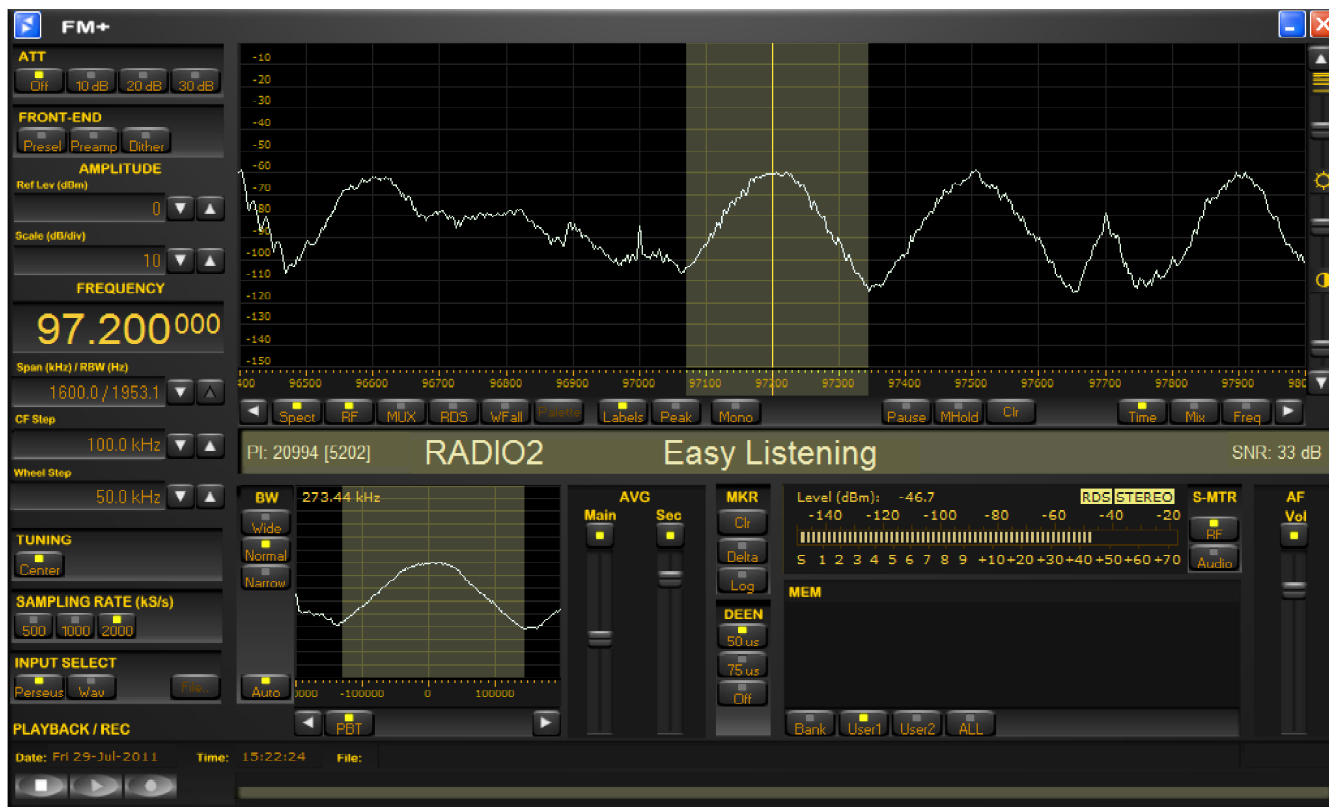 FM+
ATT
Off 10 dB 20 dB 30 dB
FRONT-END
Presel Preamp Dither
AMPLITUDE
Ref Lev (dBm)
0
Scale (dB/div)
10
FREQUENCY
97.200 000
Span (kHz) / RBW (Hz)
1600.0 / 1953.1
CF Step
100.0 kHz
Wheel Step
50.0 kHz
TUNING
Center
SAMPLING RATE (kS/s)
500 1000 2000
INPUT SELECT
Perseus Wav File..
PLAYBACK / REC
-10
-20
-30
-40
-50
-60
-70
-80
-90
-100
-110
-120
-130
-140
-150
400 96500 96600 96700 96800 96900 97000 97100 97200 97300 97400 97500 97600 97700 97800 97900 980
Spect RF MUX RDS WFall Palette Labels Peak Mono Pause MHold Clr Time Mix Freq
PI: 20994 [5202] RADIO2 Easy Listening SNR: 33 dB
BW 273.44 kHz
Wide
Normal
Narrow
Auto
0000 -100000 0 100000
PBT
AVG
Main Sec
MKR
Clr
Delta
Log
DEEN
50 us
75 us
Off
Level (dBm): -46.7 RDS STEREO
-140 -120 -100 -80 -60 -40 -20
S 1 2 3 4 5 6 7 8 9 +10+20+30+40+50+60+70
S-MTR
RF
Audio
MEM
Bank User1 User2 ALL
AF
Vol
Date: Fri 29-Jul-2011 Time: 15:22:24 File: